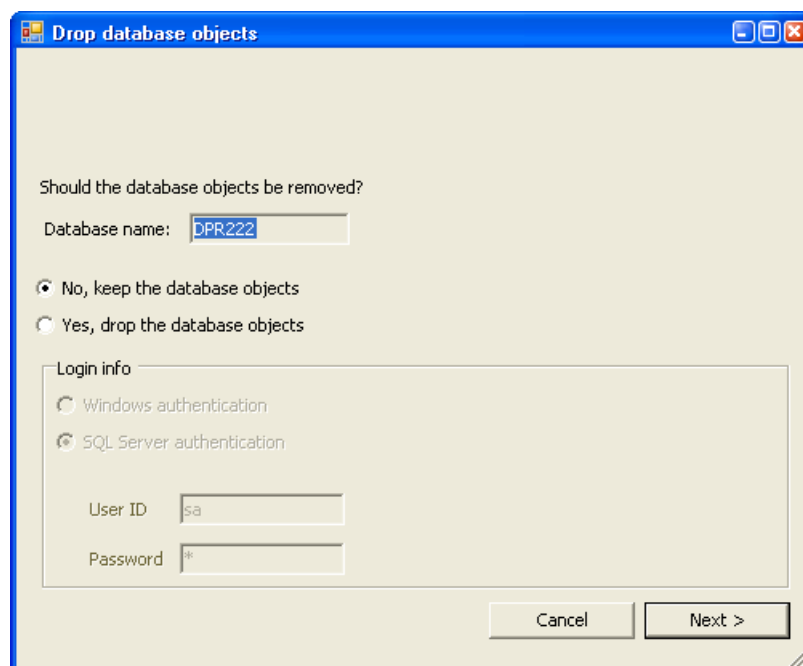 Drop database objects
Should the database objects be removed?
Database name: DPR222
No, keep the database objects
Yes, drop the database objects
Login info
Windows authentication
SQL Server authentication
User ID sa
Password *
Cancel Next >